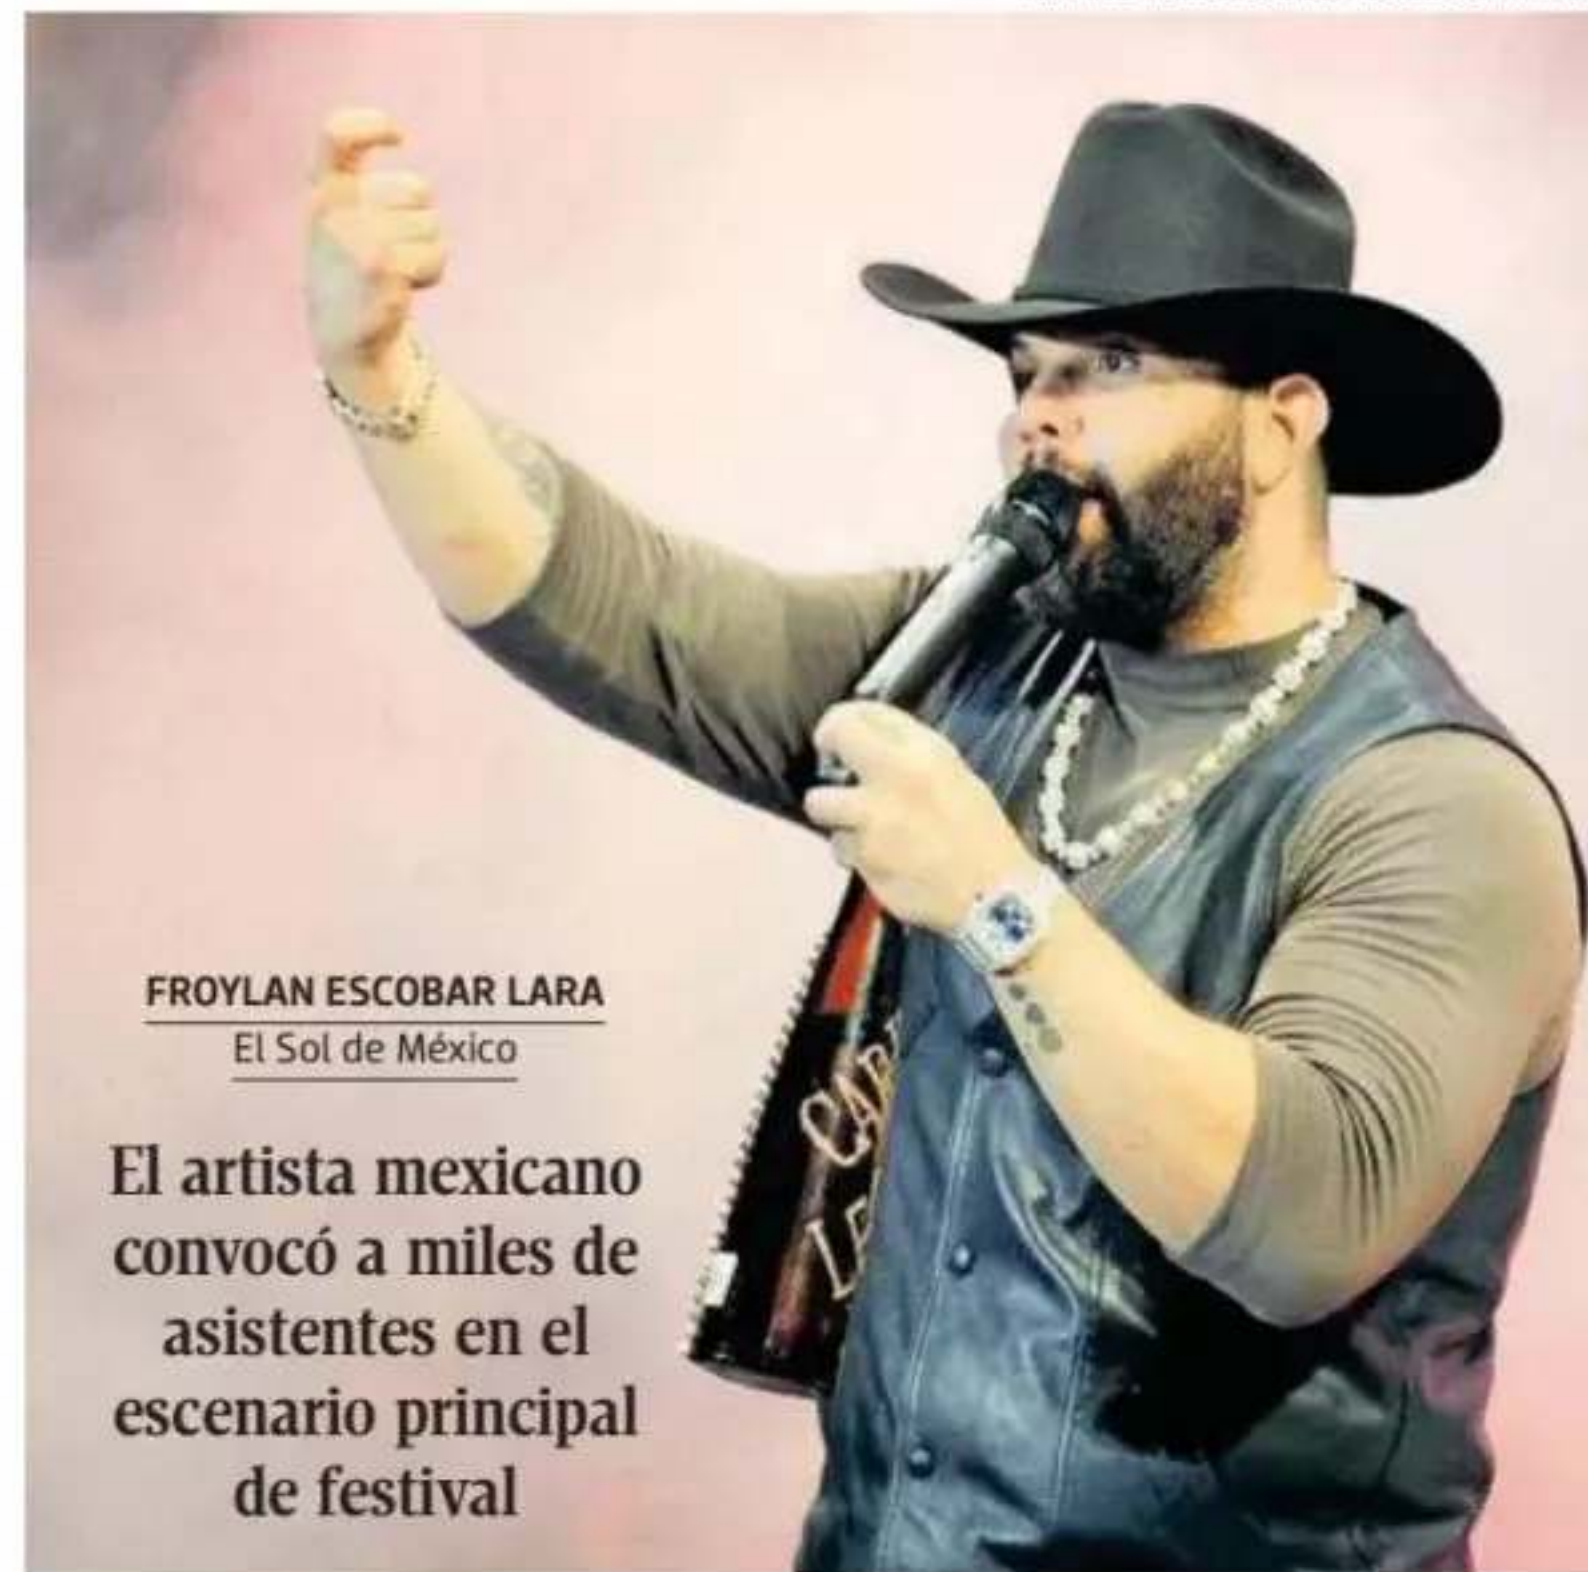 FROYLAN ESCOBAR LARA
El Sol de México
El artista mexicano
convocó a miles de
asistentes en el
escenario principal
de festival